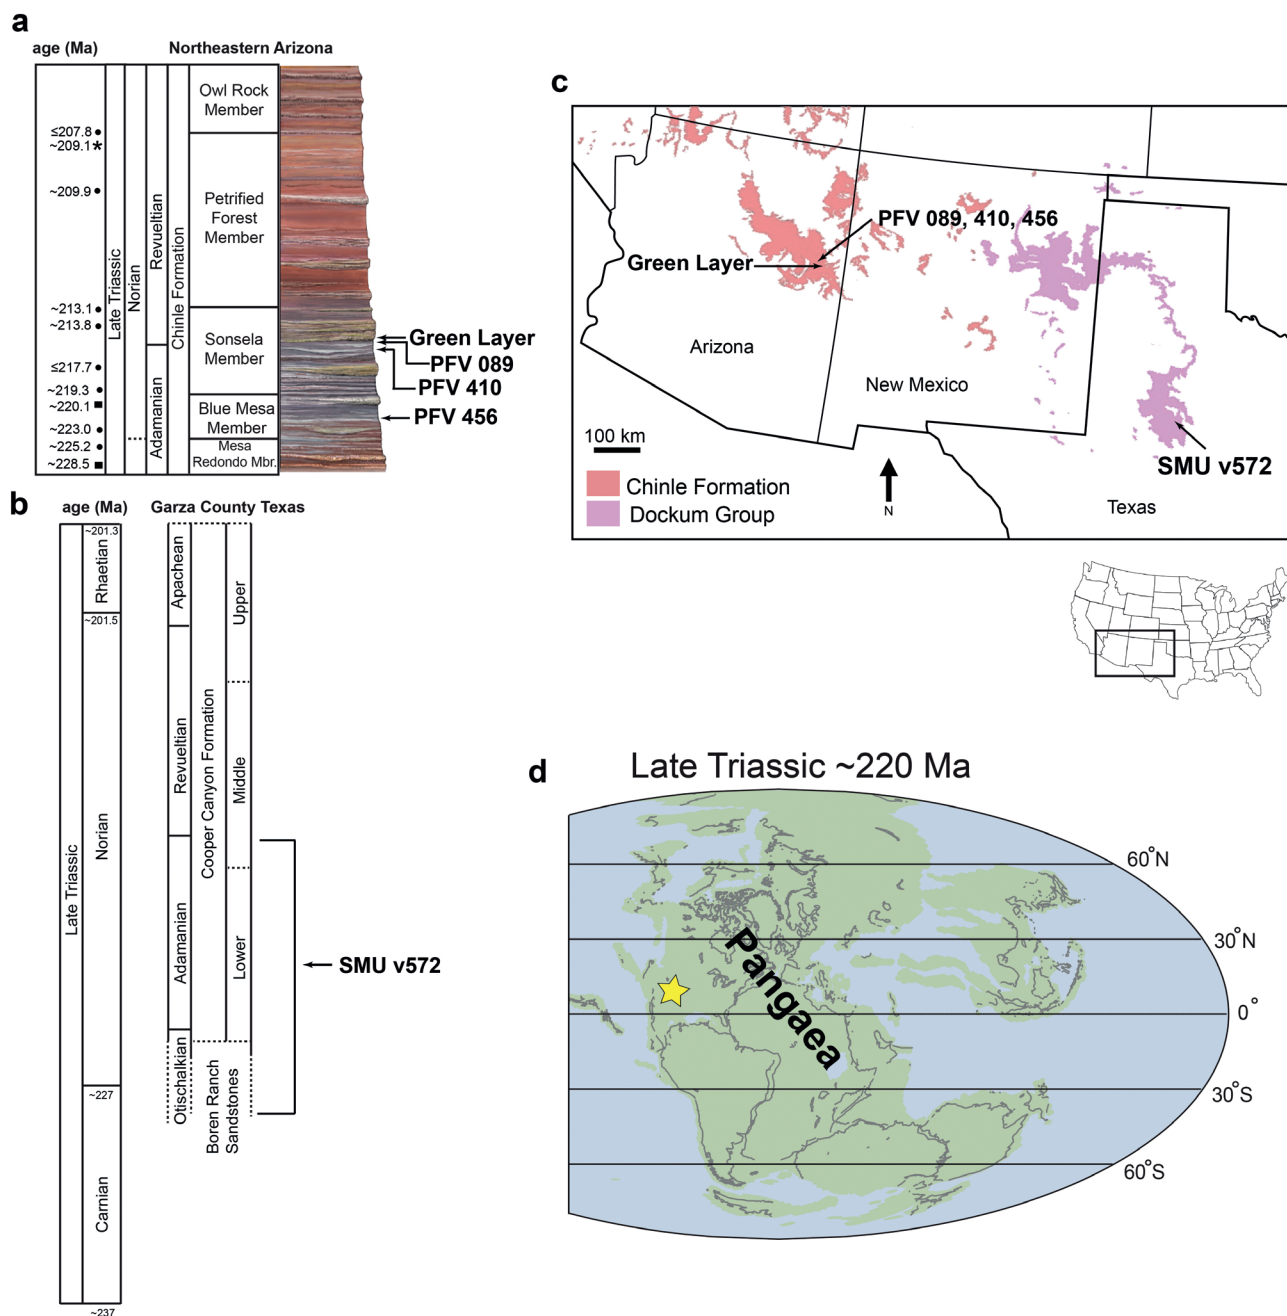 a
age (Ma)
Northeastern Arizona
≤207.8
~209.1*
~209.9
~213.1
~213.8
≤217.7
~219.3
~220.1
~223.0
~225.2
~228.5
Late Triassic
Norian
Revueltian
Adamanian
Chinle Formation
Owl Rock
Member
Petrified
Forest
Member
Sonsela
Member
Blue Mesa
Member
Mesa
Redondo Mbr.
Green Layer
PFV 089
PFV 410
PFV 456
b
age (Ma)
Garza County Texas
Late Triassic
~201.3
Rhaetian
~201.5
Norian
~227
Carnian
~237
Apachean
Revueltian
Adamanian
Otischalkian
Cooper Canyon Formation
Boren Ranch
Sandstones
Upper
Middle
Lower
SMU v572
c
PFV 089, 410, 456
Green Layer
Arizona
New Mexico
100 km
SMU v572
Chinle Formation
Dockum Group
N
Texas
d
Late Triassic ~220 Ma
60°N
30°N
Pangaea
0°
30°S
60°S